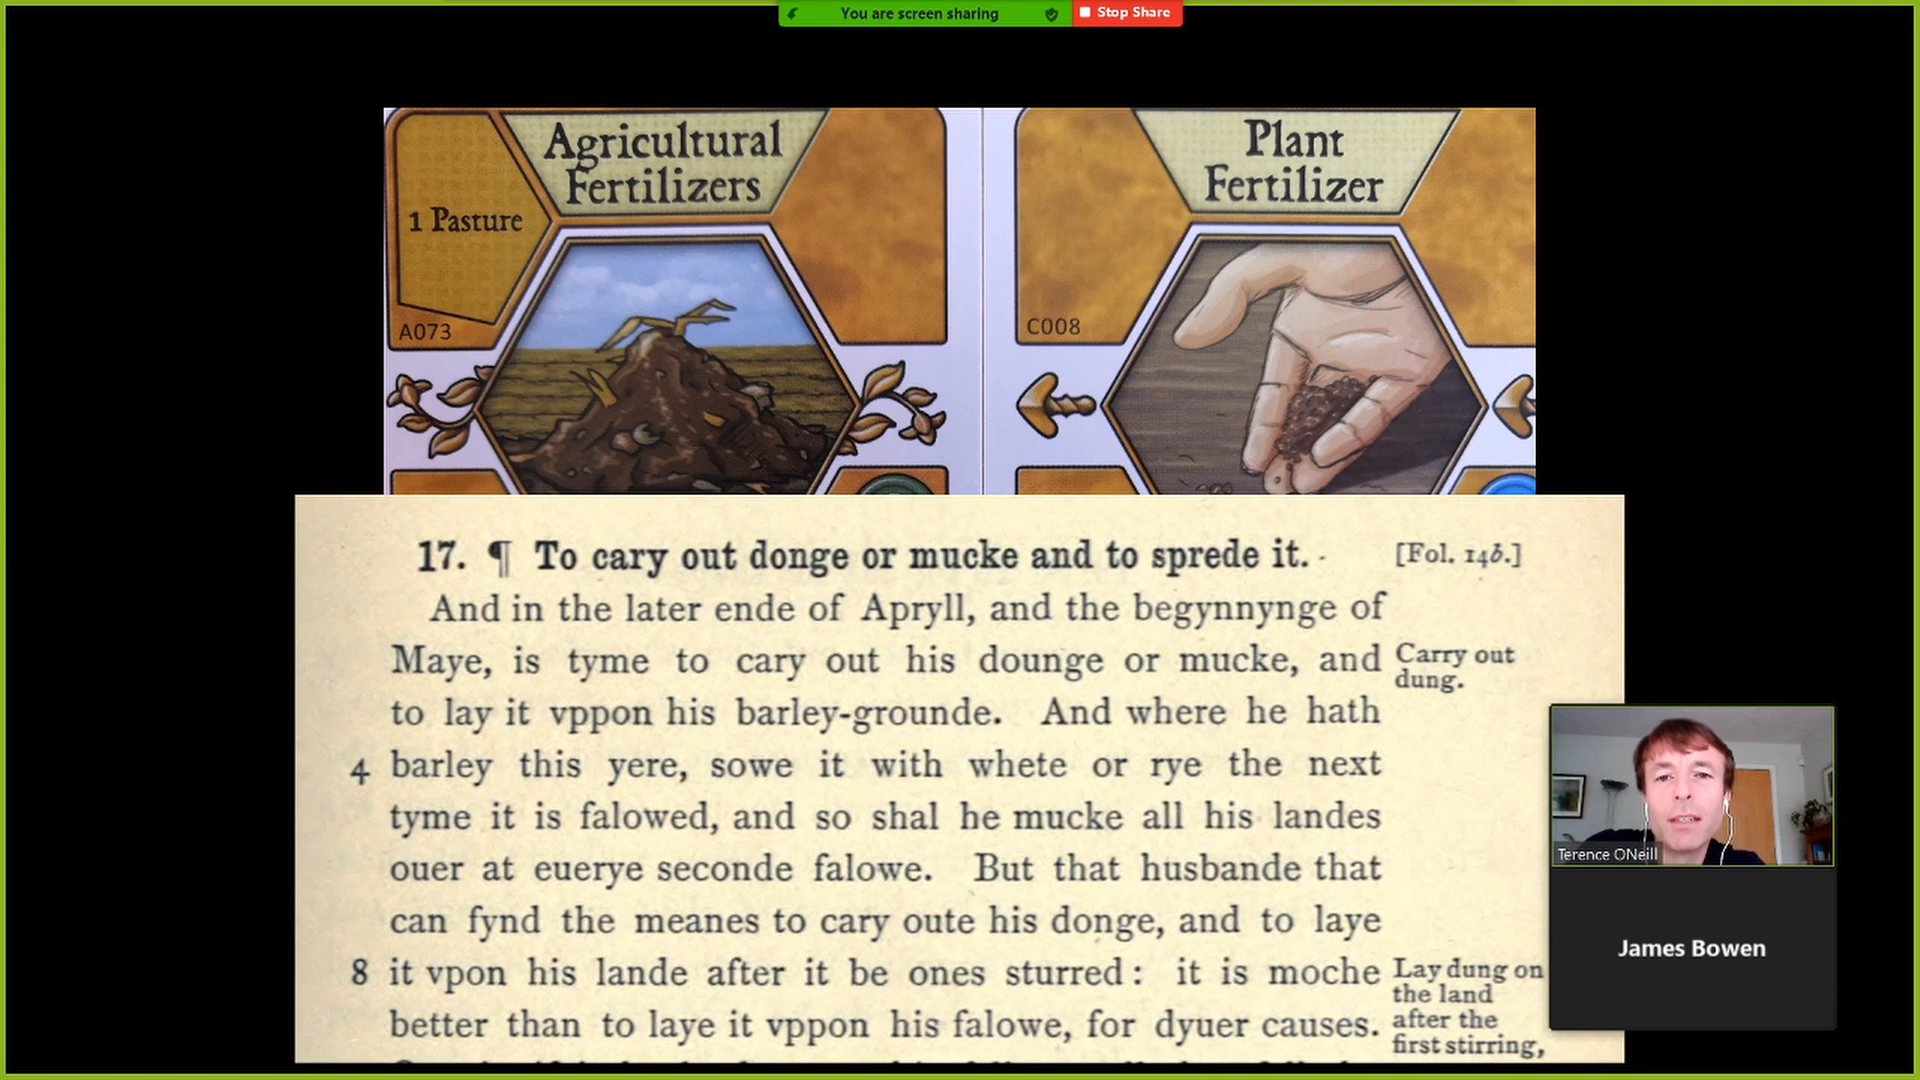 You are screen sharing
Stop Share
Agricultural
Fertilizers
1 Pasture
A073
Plant
Fertilizer
C008
17. ¶ To cary out donge or mucke and to sprede it. [Fol. 14b.]
And in the later ende of Apryll, and the begynnynge of
Maye, is tyme to cary out his dounge or mucke, and
Carry out
dung.
to lay it vppon his barley-grounde. And where he hath
4 barley this yere, sowe it with whete or rye the next
tyme it is falowed, and so shal he mucke all his landes
ouer at euerye seconde falowe. But that husbande that
can fynd the meanes to cary oute his donge, and to laye
8 it vpon his lande after it be ones sturred: it is moche
better than to laye it vppon his falowe, for dyuer causes.
Lay dung on
the land
after the
first stirring,
Terence ONeill
James Bowen